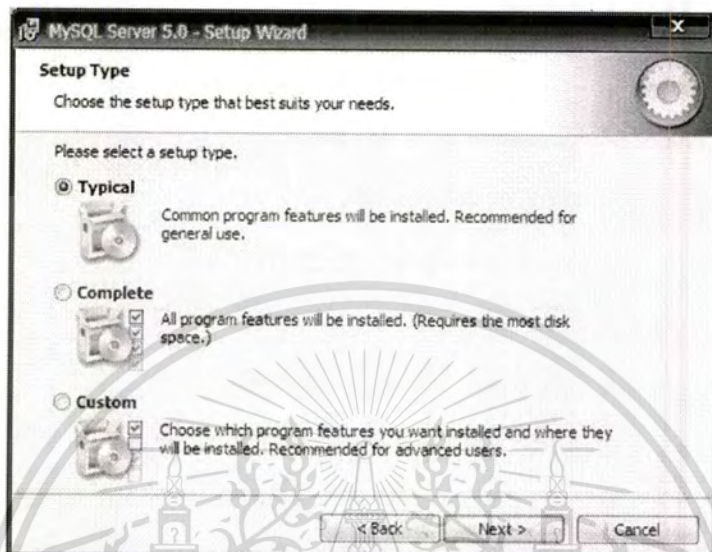 MySQL Server 5.0 - Setup Wizard
Setup Type
Choose the setup type that best suits your needs.
Please select a setup type.
Typical
Common program features will be installed. Recommended for
general use.
Complete
All program features will be installed. (Requires the most disk
space.)
Custom
Choose which program features you want installed and where they
will be installed. Recommended for advanced users.
< Back
Next >
Cancel